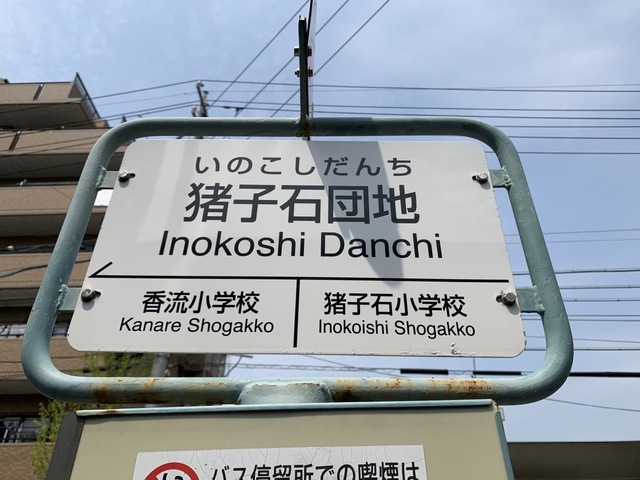 いのこしだんち
猪子石団地
Inokoshi Danchi
香流小学校
Kanare Shogakko
猪子石小学校
Inokoishi Shogakko
バス停留所での喫煙は